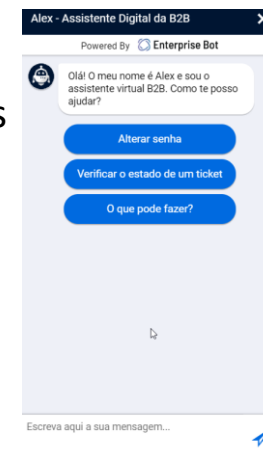 Alex - Assistente Digital da B2B
Powered By Enterprise Bot
Olá! O meu nome é Alex e sou o
assistente virtual B2B. Como te posso
ajudar?
Alterar senha
Verificar o estado de um ticket
O que pode fazer?
Escreva aqui a sua mensagem...